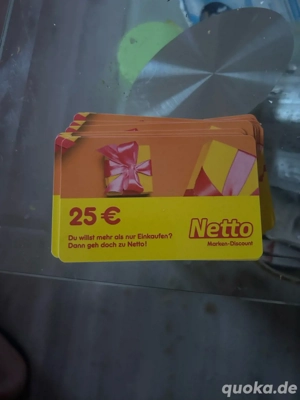 25 €
Du willst mehr als nur Einkaufen?
Dann geh doch zu Netto!
Netto
Marken-Discount
quoka.de